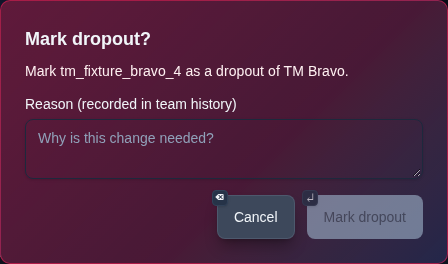 Mark dropout?
Mark tm_fixture_bravo_4 as a dropout of TM Bravo.
Reason (recorded in team history)
Why is this change needed?
Cancel
Mark dropout